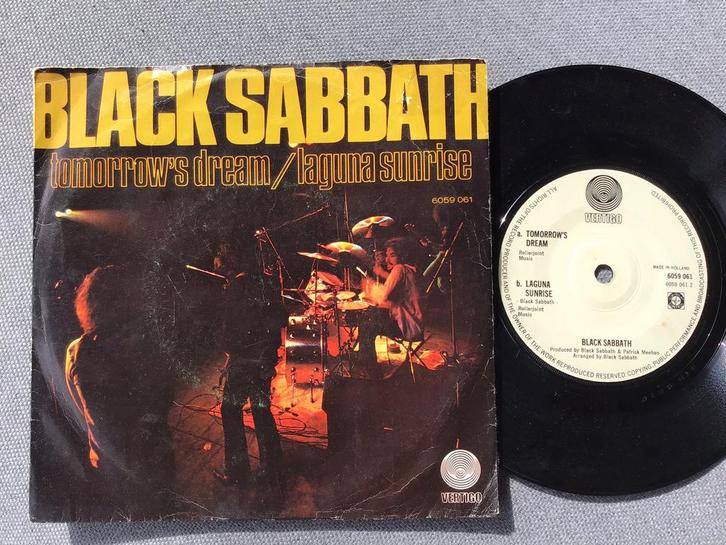 BLACK SABBATH
tomorrow's dream/laguna sunrise
6059 061
VERTIGO
VERTIGO
a. TOMORROW'S
DREAM
Rollerjoint
Music
MADE IN HOLLAND
6059 061
6059 061.2
b. LAGUNA
SUNRISE
Black Sabbath
Rollerjoint
Music
BLACK SABBATH
Produced by Black Sabbath & Patrick Meehan
Arranged by Black Sabbath
ALL RIGHTS OF THE RECORD PRODUCER AND OF THE OWNER OF THE WORK REPRODUCED RESERVED. COPYING, PUBLIC PERFORMANCE AND BROADCASTING OF THIS RECORD PROHIBITED.